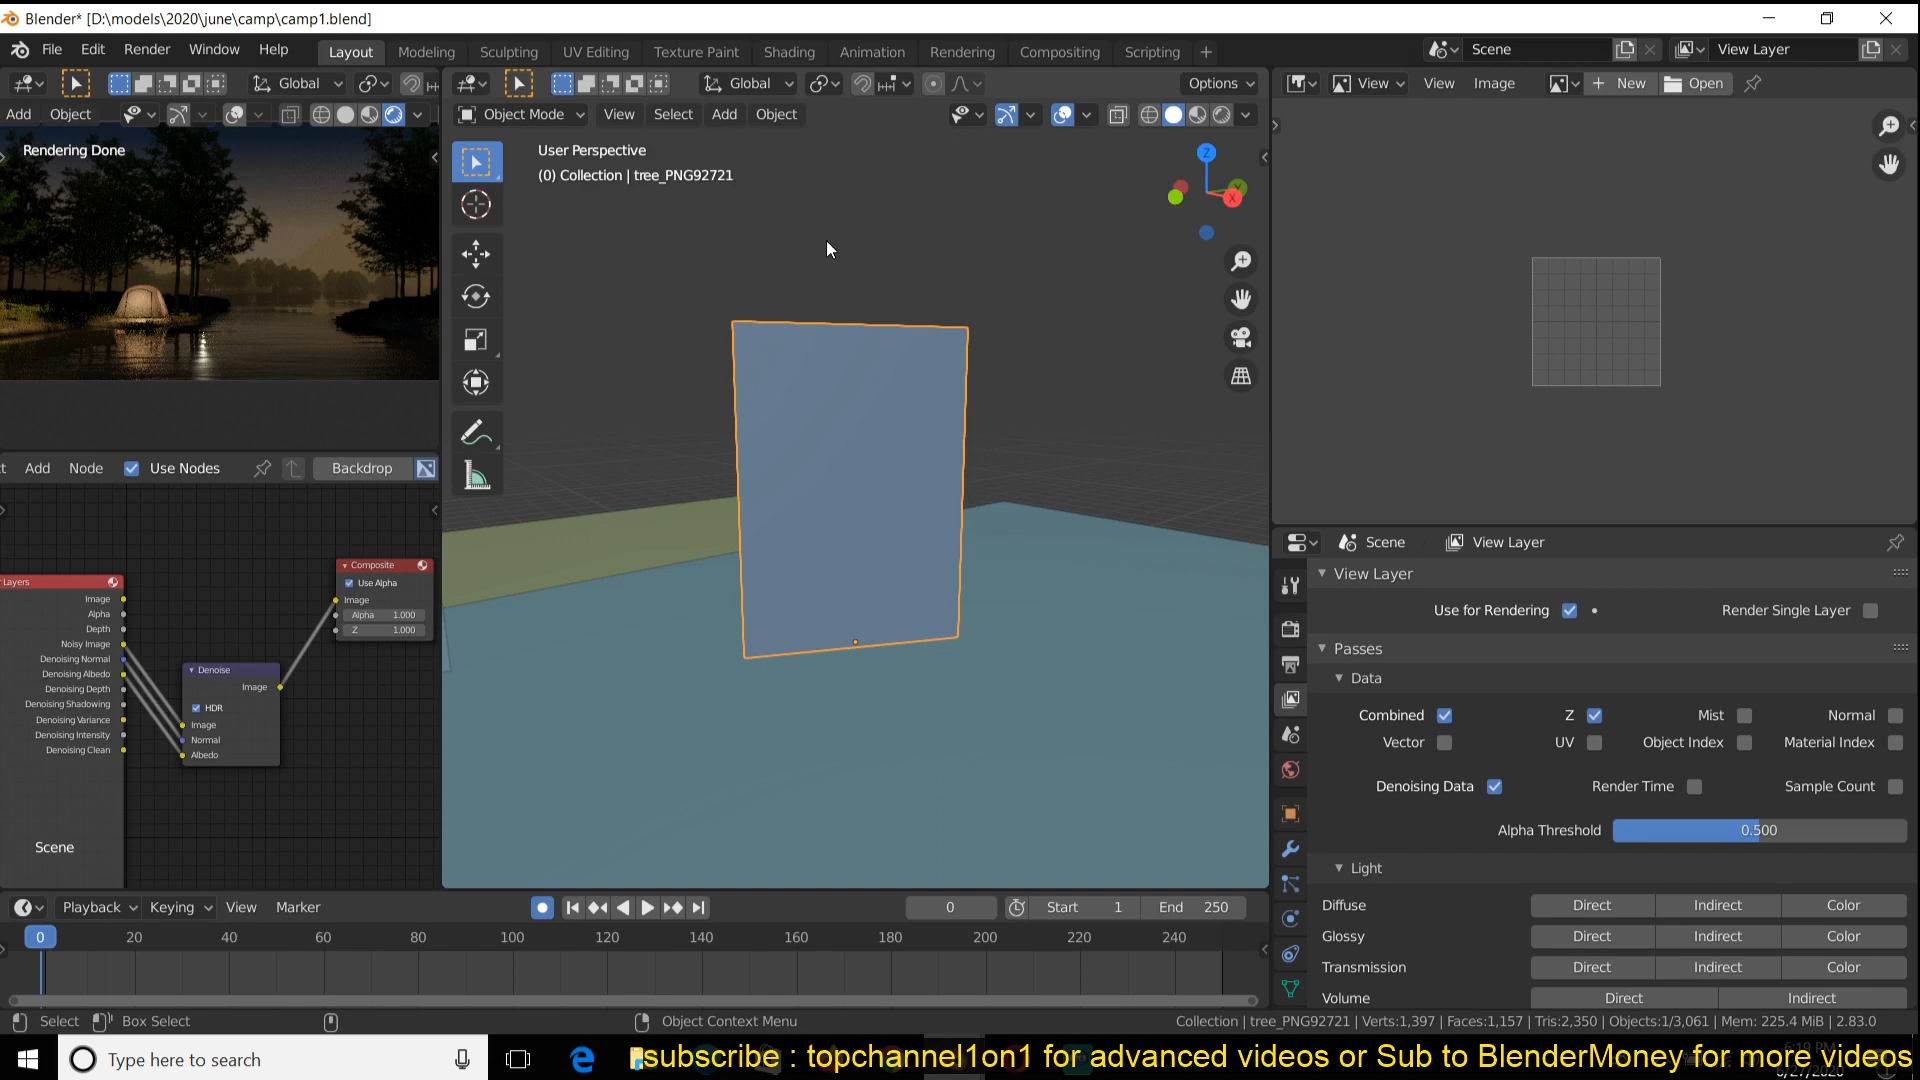 Blender* [D:\models\2020\june\camp\camp1.blend]
File Edit Render Window Help
Layout Modeling Sculpting UV Editing Texture Paint Shading Animation Rendering Compositing Scripting +
Scene
View Layer
Global
Global
Options
View View Image + New Open
Add Object
Object Mode View Select Add Object
Rendering Done
User Perspective
(0) Collection | tree_PNG92721
Z
Y
X
Add Node Use Nodes Backdrop
Layers
Image
Alpha
Depth
Noisy Image
Denoising Normal
Denoising Albedo
Denoising Depth
Denoising Shadowing
Denoising Variance
Denoising Intensity
Denoising Clean
Scene
Denoise
Image
HDR
Image
Normal
Albedo
Composite
Use Alpha
Image
Alpha 1.000
Z 1.000
Scene View Layer
View Layer
Use for Rendering Render Single Layer
Passes
Data
Combined Z Mist Normal
Vector UV Object Index Material Index
Denoising Data Render Time Sample Count
Alpha Threshold 0.500
Light
Diffuse Direct Indirect Color
Glossy Direct Indirect Color
Transmission Direct Indirect Color
Volume Direct Indirect
Playback Keying View Marker
0 Start 1 End 250
0 20 40 60 80 100 120 140 160 180 200 220 240
Select Box Select Object Context Menu
Collection | tree_PNG92721 | Verts:1,397 | Faces:1,157 | Tris:2,350 | Objects:1/3,061 | Mem: 225.4 MiB | 2.83.0
Type here to search
subscribe : topchannel1on1 for advanced videos or Sub to BlenderMoney for more videos
6:19 PM
6/27/2020